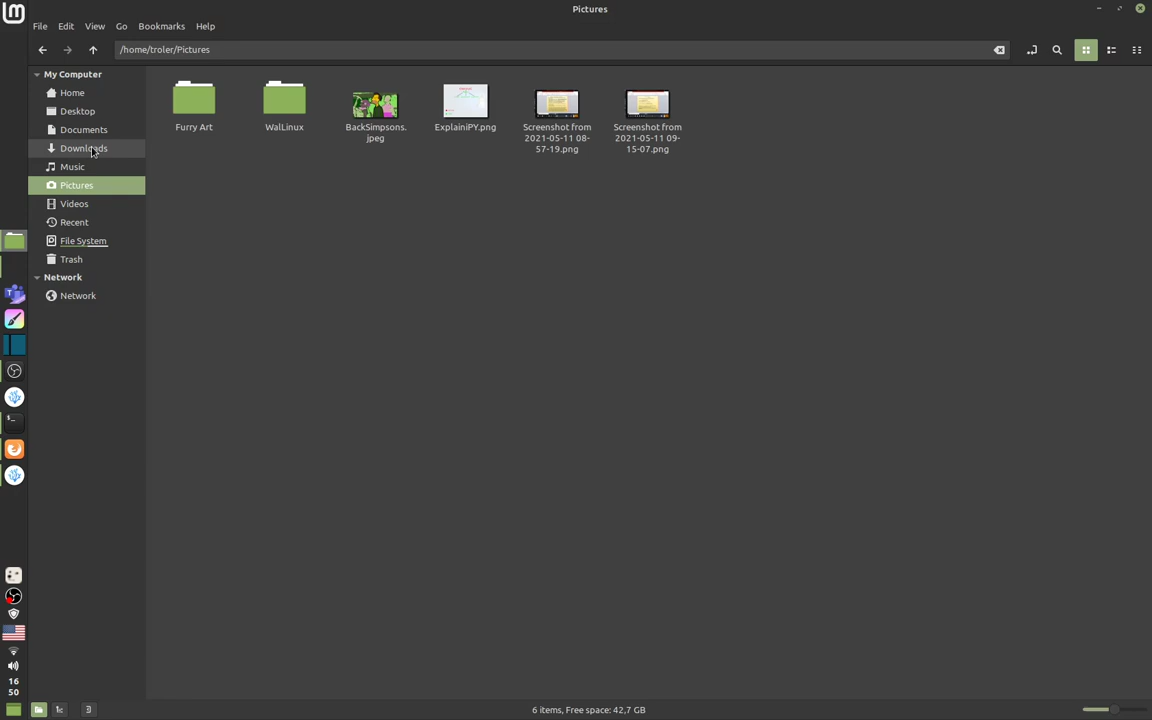 Pictures
File Edit View Go Bookmarks Help
/home/troler/Pictures
My Computer
Home
Desktop
Documents
Downloads
Music
Pictures
Videos
Recent
File System
Trash
Network
Network
Furry Art
WalLinux
BackSimpsons.
jpeg
ExplainiPY.png
Screenshot from
2021-05-11 08-
57-19.png
Screenshot from
2021-05-11 09-
15-07.png
16
50
6 items, Free space: 42,7 GB